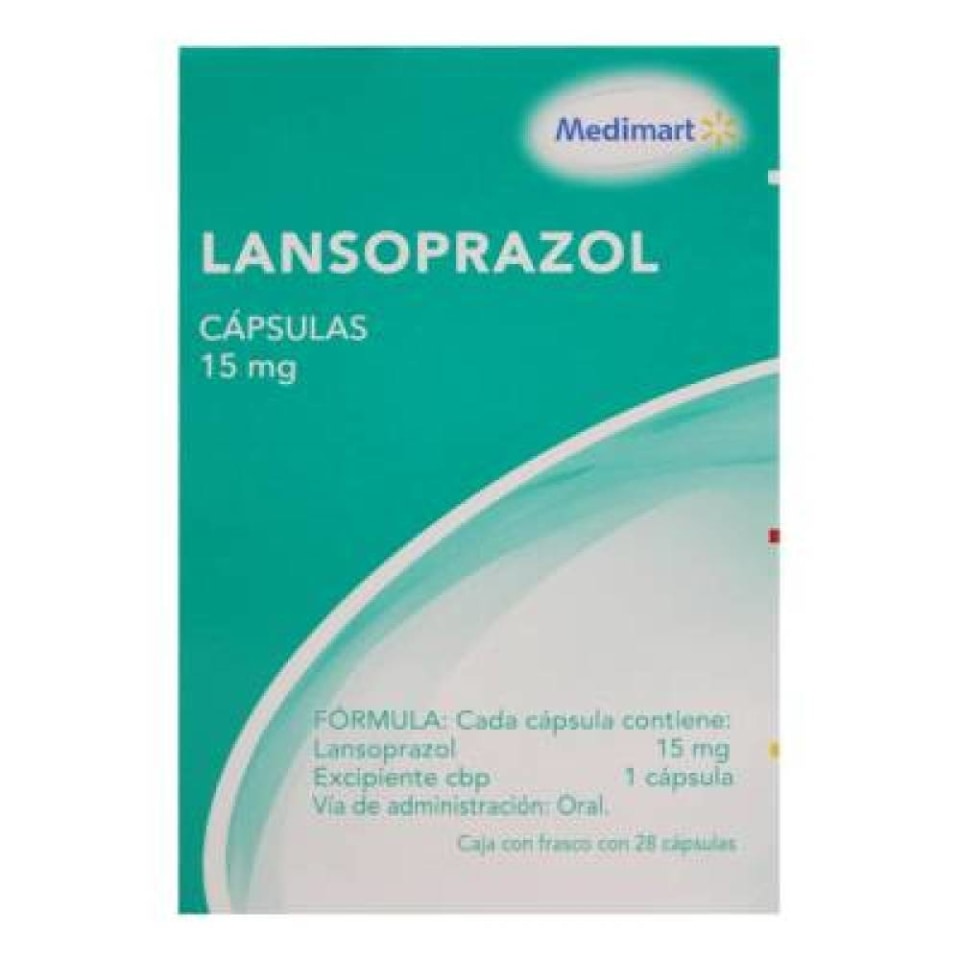 Medimart
LANSOPRAZOL
CÁPSULAS
15 mg
FÓRMULA: Cada cápsula contiene:
Lansoprazol 15 mg
Excipiente cbp 1 cápsula
Vía de administración: Oral.
Caja con frasco con 28 cápsulas